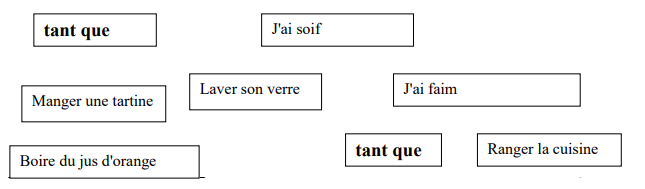 tant que
J'ai soif
Laver son verre
J'ai faim
Manger une tartine
tant que
Ranger la cuisine
Boire du jus d'orange